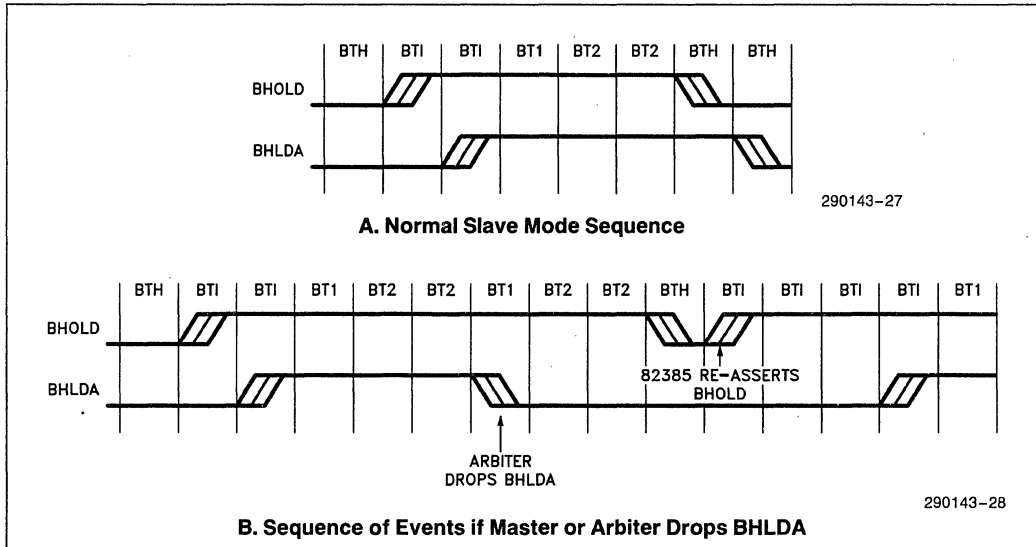 BTH BTI BTI BT1 BT2 BT2 BTH BTH
BHOLD
BHLDA
290143-27
A. Normal Slave Mode Sequence
BTH BTI BTI BT1 BT2 BT2 BT1 BT2 BT2 BTH BTI BTI BTI BTI BT1
BHOLD
82385 RE-ASSERTS
BHOLD
BHLDA
ARBITER
DROPS BHLDA
290143-28
B. Sequence of Events if Master or Arbiter Drops BHLDA